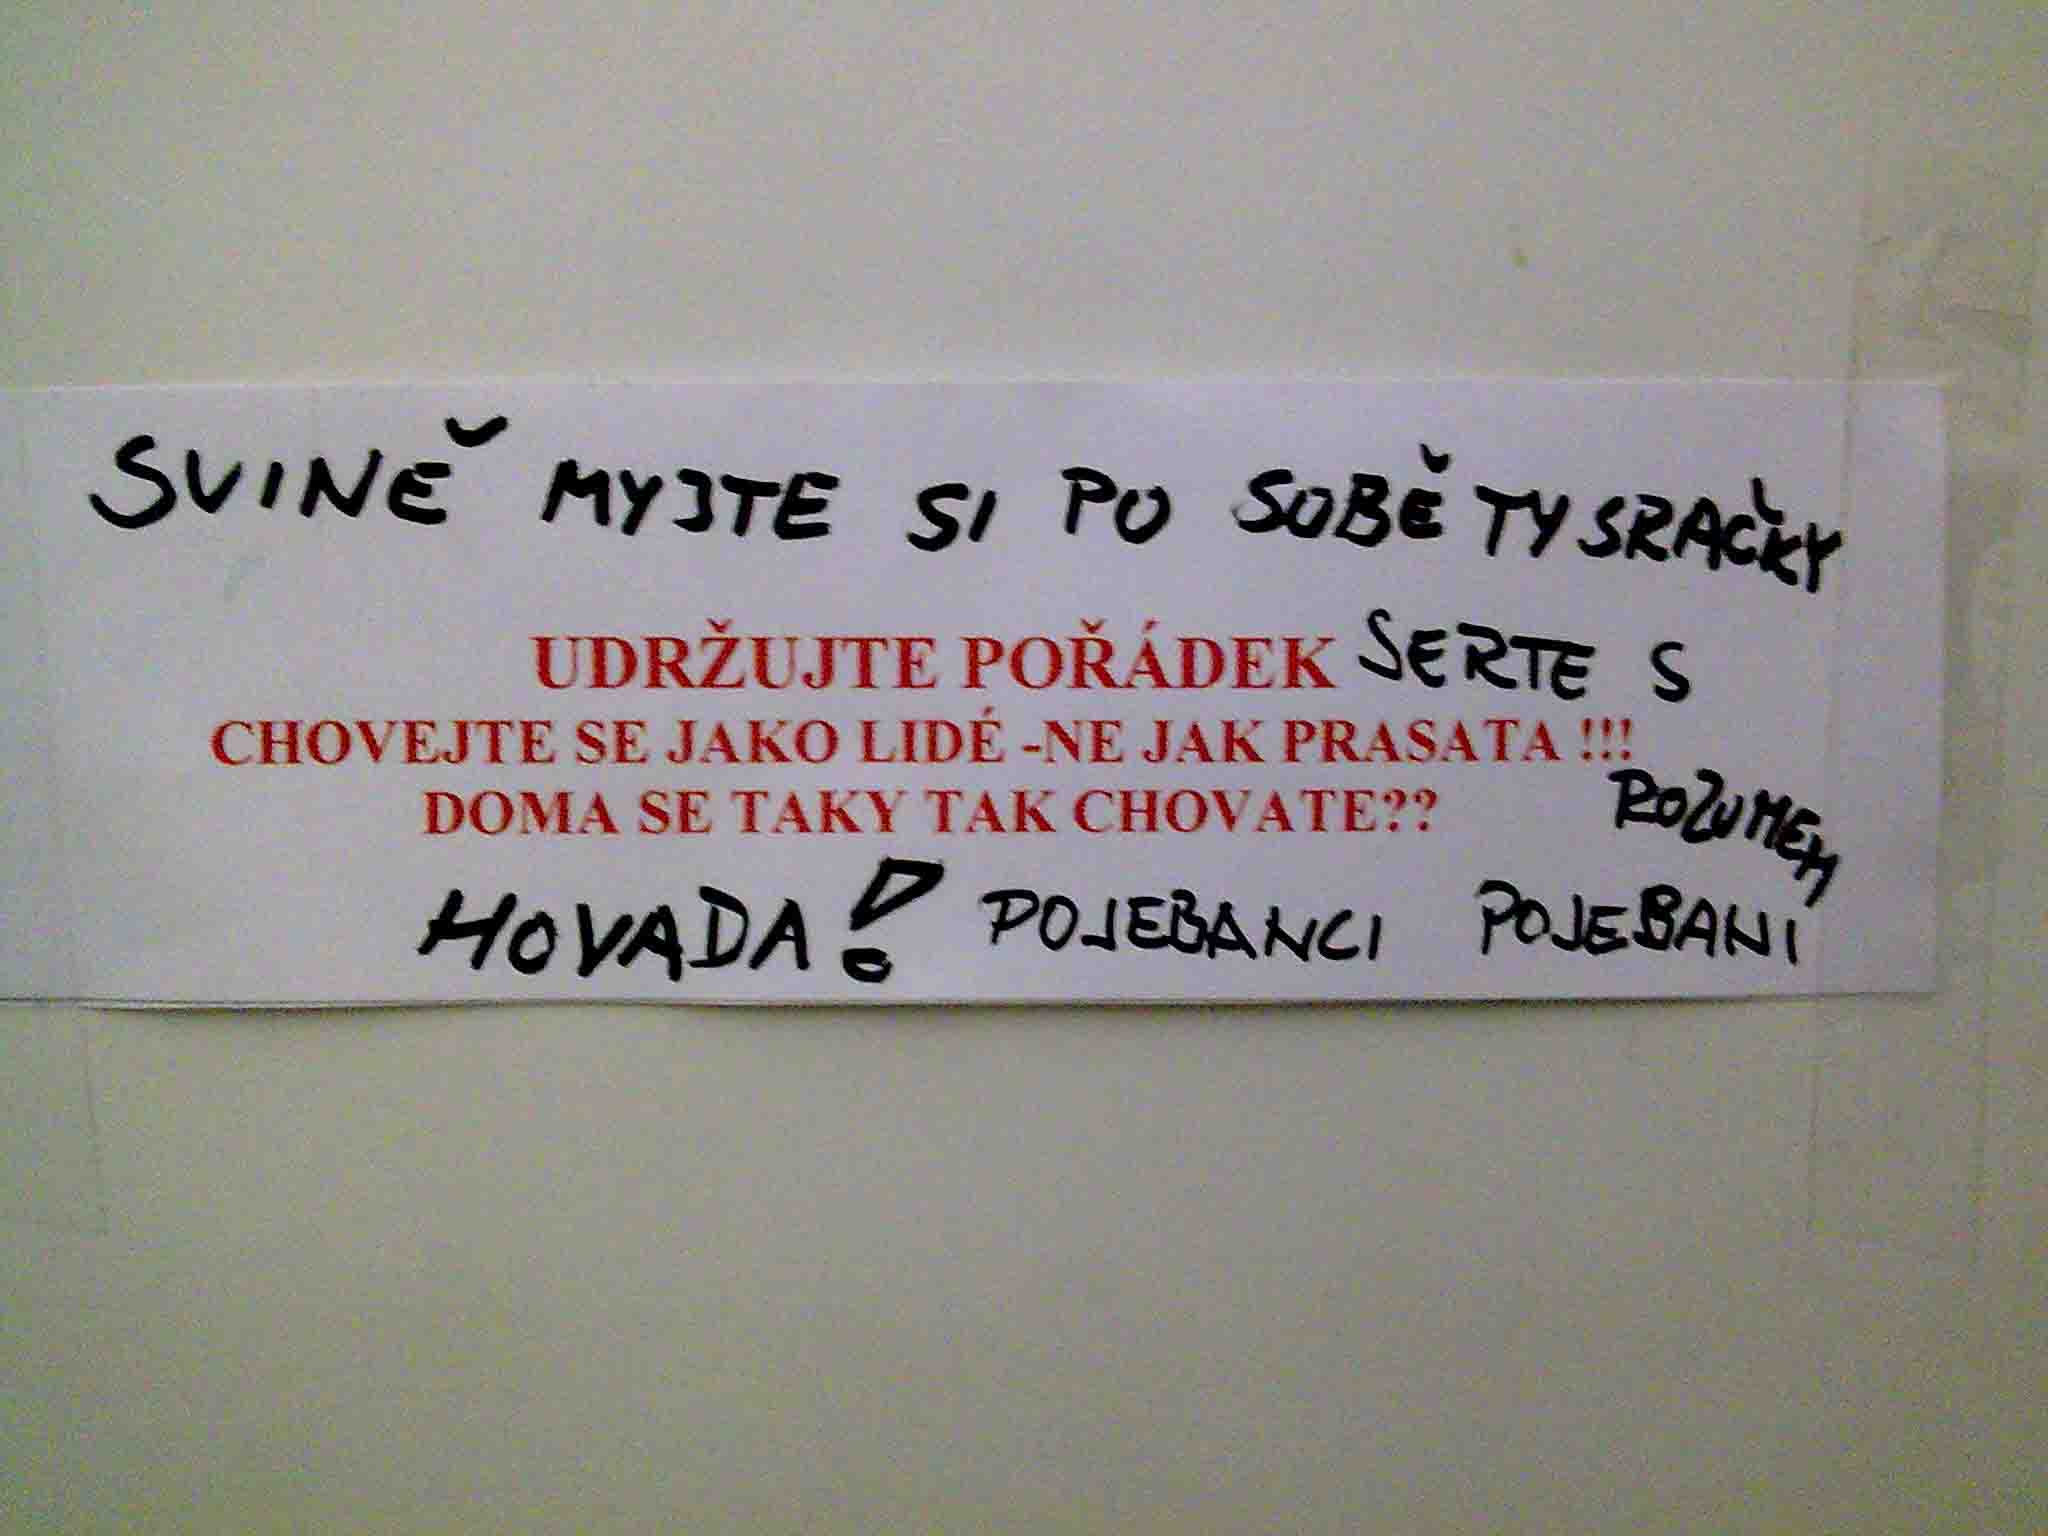 SVINĚ MYJTE SI PO SOBĚ TY SRAČKY
UDRŽUJTE POŘÁDEK SERTE S
CHOVEJTE SE JAKO LIDÉ -NE JAK PRASATA !!!
DOMA SE TAKY TAK CHOVATE?? ROZUMEM
HOVADA! POJEBANCI POJEBANI